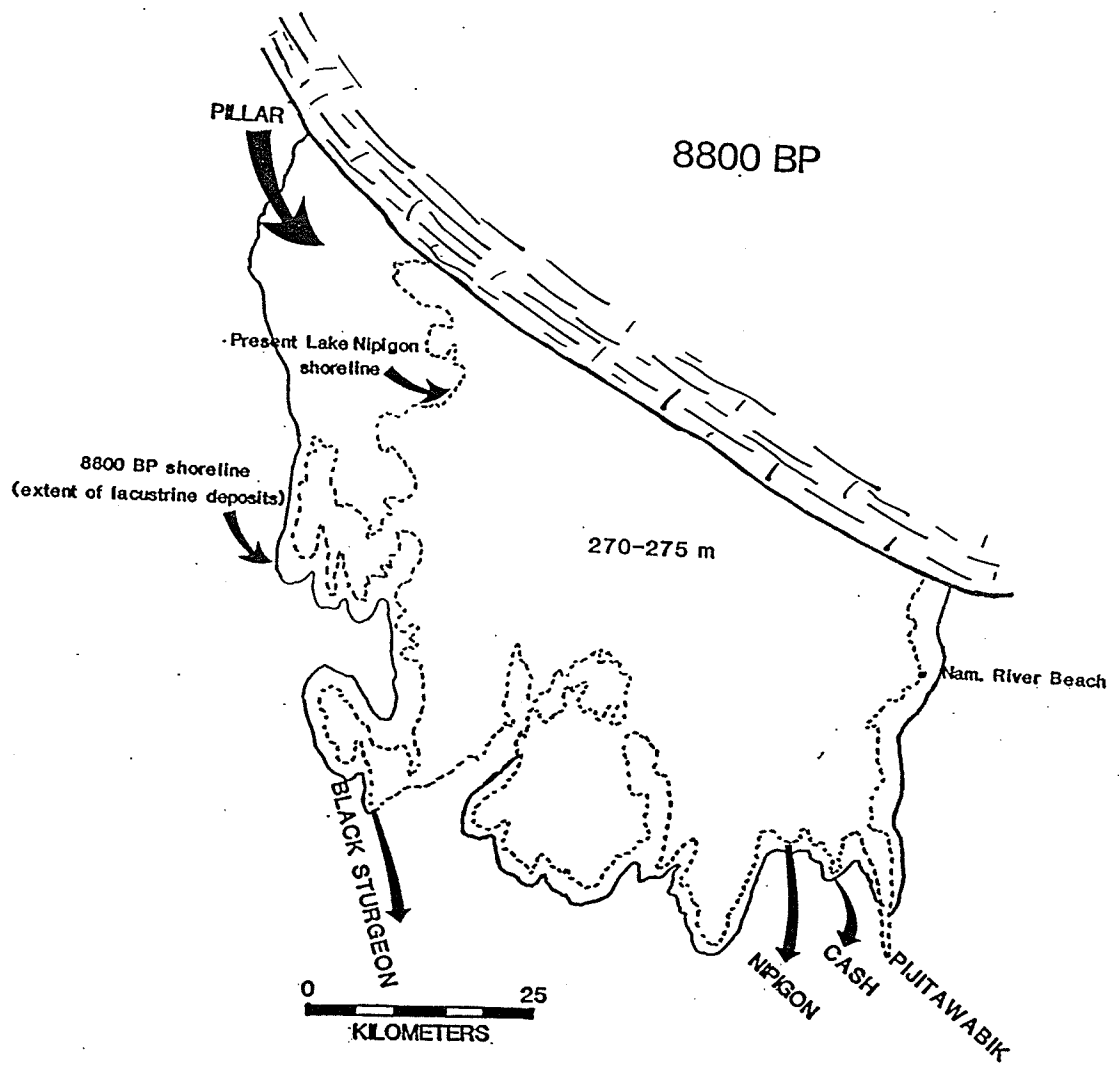 PILLAR
8800 BP
Present Lake Nipigon
shoreline
8800 BP shoreline
(extent of lacustrine deposits)
270-275 m
Nam. River Beach
BLACK STURGEON
NIPIGON
CASH
PIJITAWABIK
0 25
KILOMETERS